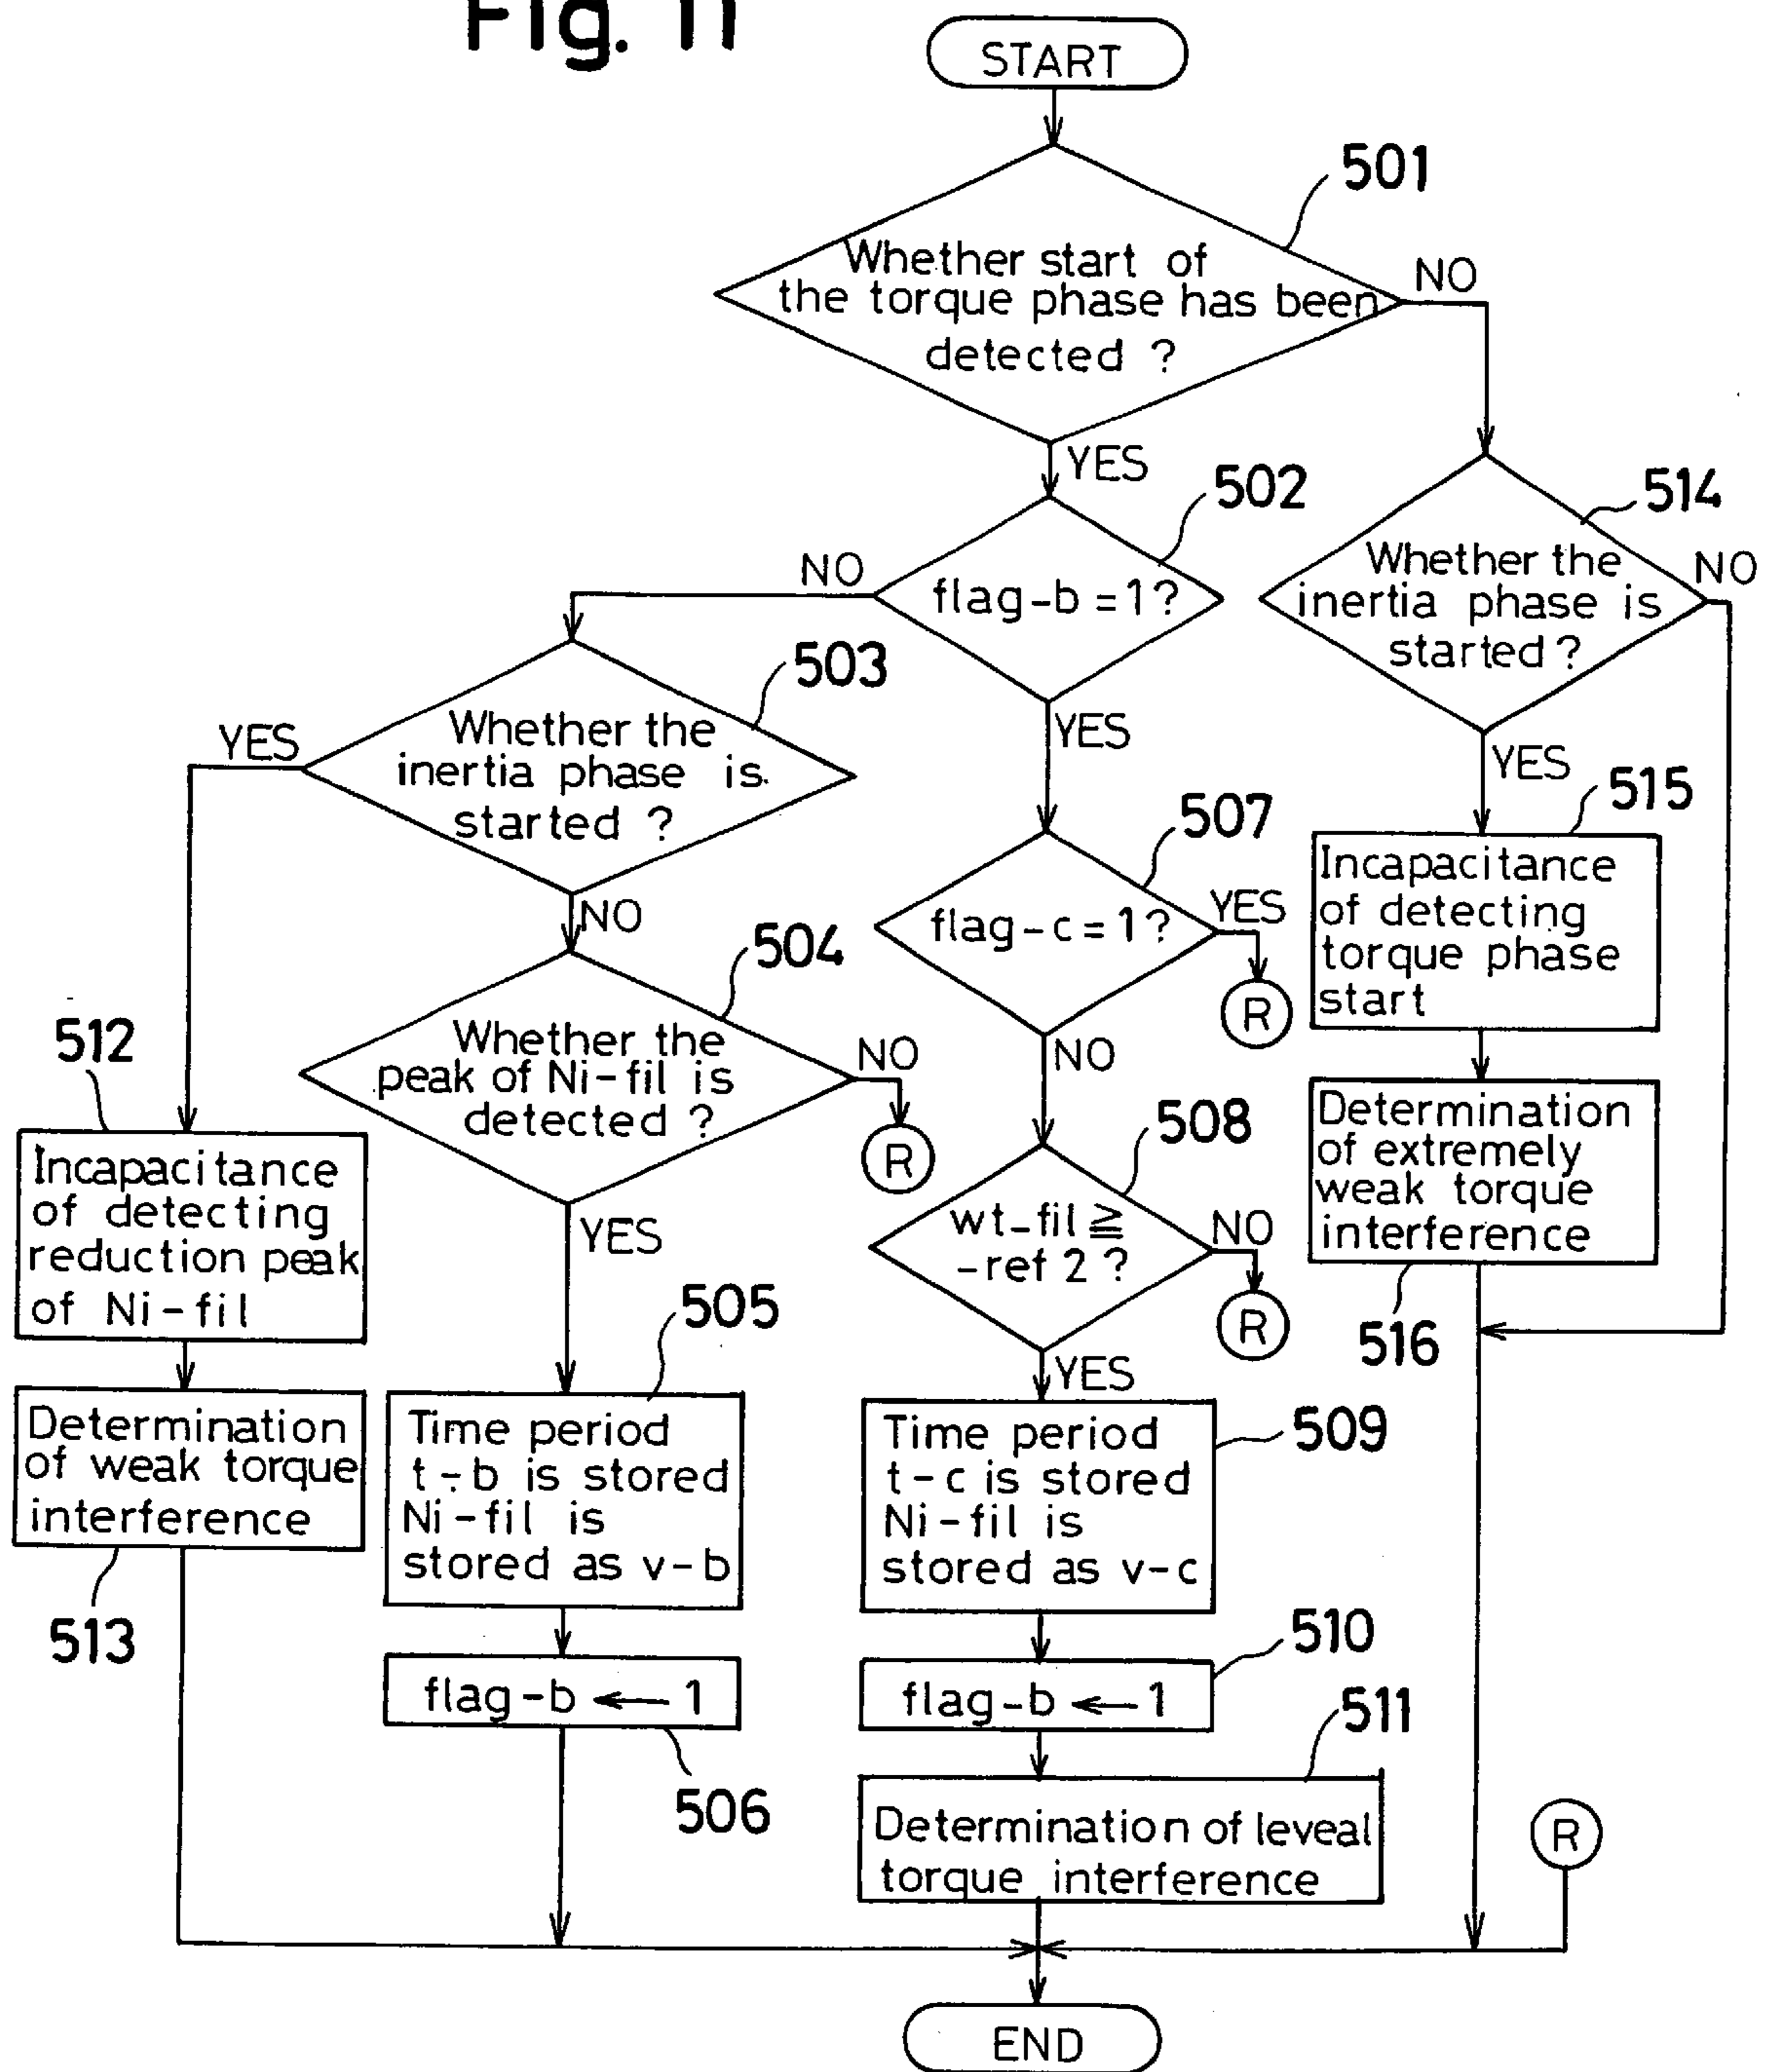 Fig. 11
START
501
Whether start of
the torque phase has been
detected ?
NO
YES
502
flag-b = 1?
NO
YES
514
Whether the
inertia phase is
started ?
NO
YES
503
Whether the
inertia phase is
started ?
YES
NO
507
flag-c = 1?
YES
R
NO
515
Incapacitance
of detecting
torque phase
start
504
Whether the
peak of Ni-fil is
detected ?
NO
R
YES
512
Incapacitance
of detecting
reduction peak
of Ni-fil
508
wt-fil ≧
-ref 2 ?
NO
R
YES
Determination
of extremely
weak torque
interference
516
Determination
of weak torque
interference
513
505
Time period
t-b is stored
Ni-fil is
stored as v-b
509
Time period
t-c is stored
Ni-fil is
stored as v-c
flag-b ← 1
506
510
flag-b ← 1
511
Determination of leveal
torque interference
R
END